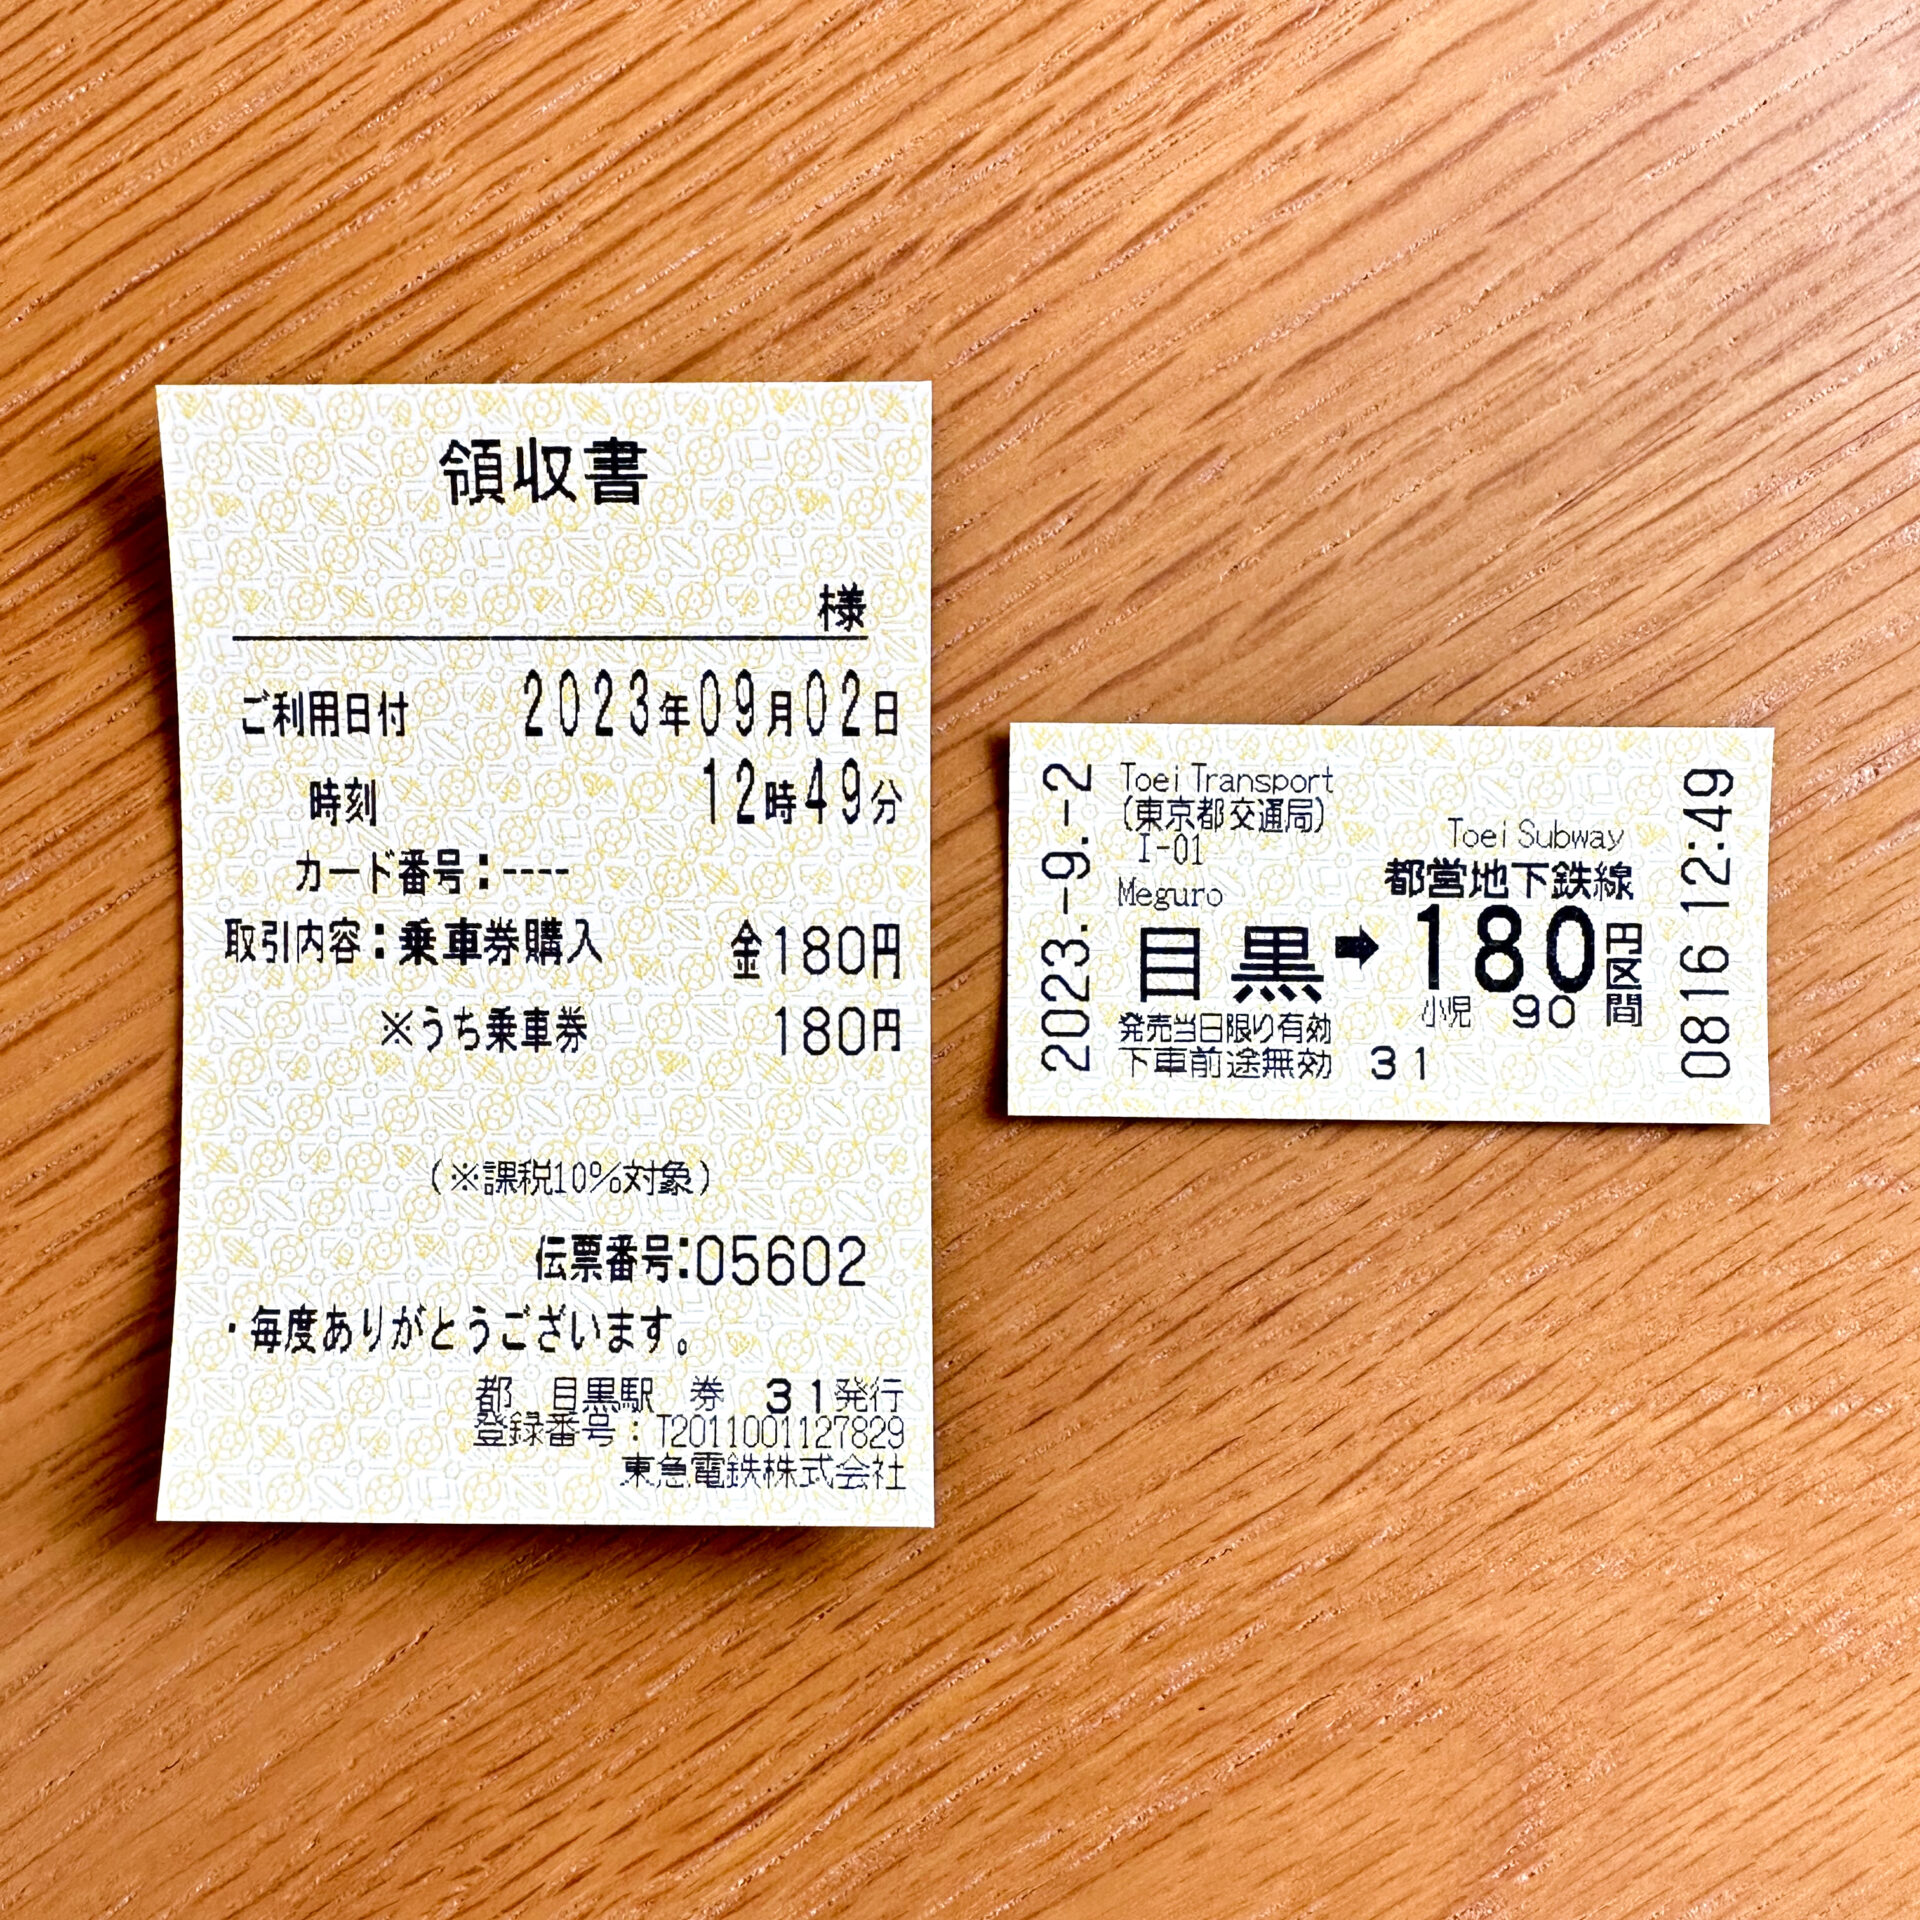 領収書
様
ご利用日付 2023年09月02日
時刻 12時49分
カード番号:----
取引内容:乗車券購入 金180円
※うち乗車券 180円
(※課税10%対象)
伝票番号:05602
・毎度ありがとうございます。
都 目黒駅 券 31発行
登録番号:T2011001127829
東急電鉄株式会社
2023.-9.-2
Toei Transport
(東京都交通局)
I-01
Meguro
目黒➡
Toei Subway
都営地下鉄線
180円区間
小児 90
発売当日限り有効
下車前途無効 31
0816 12:49